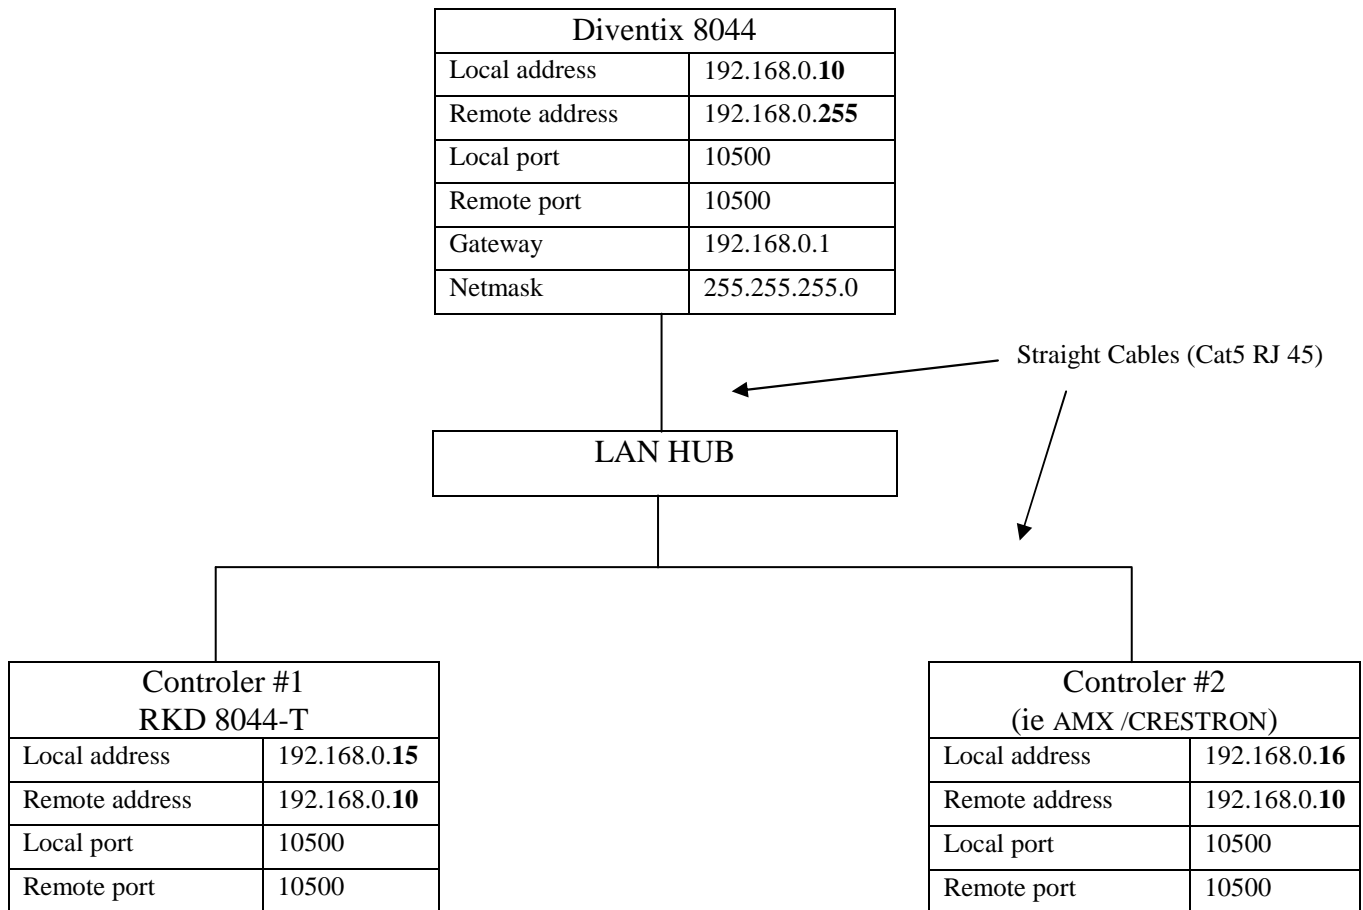 Diventix 8044
Local address 192.168.0.10
Remote address 192.168.0.255
Local port 10500
Remote port 10500
Gateway 192.168.0.1
Netmask 255.255.255.0
Straight Cables (Cat5 RJ 45)
LAN HUB
Controler #1
RKD 8044-T
Local address 192.168.0.15
Remote address 192.168.0.10
Local port 10500
Remote port 10500
Controler #2
(ie AMX /CRESTRON)
Local address 192.168.0.16
Remote address 192.168.0.10
Local port 10500
Remote port 10500